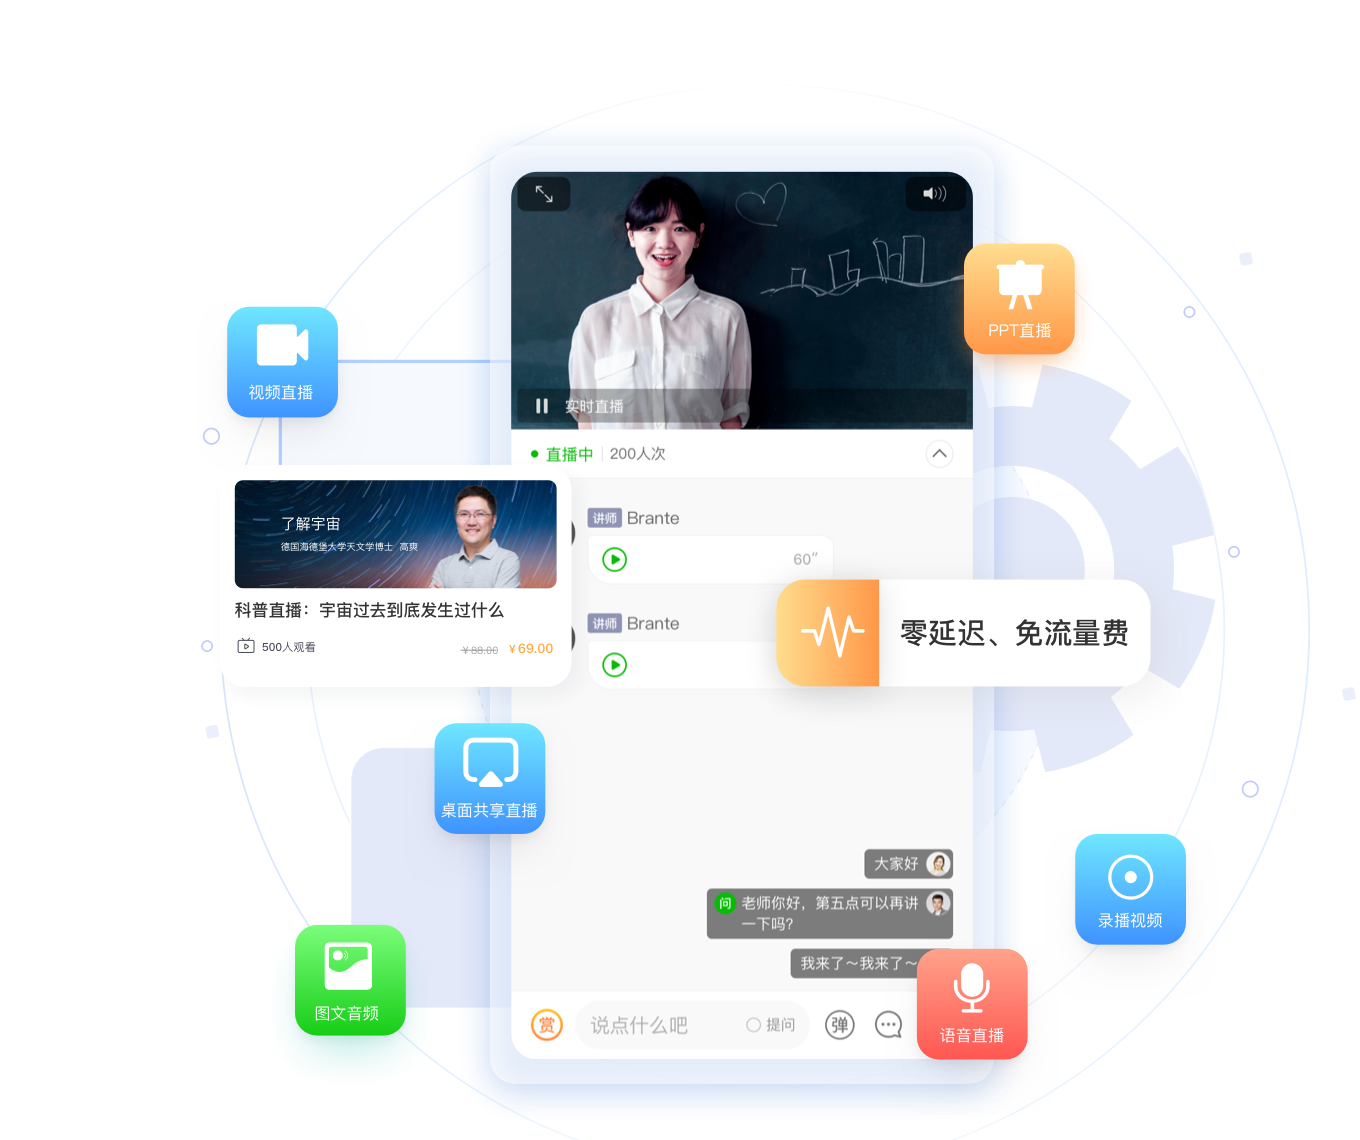 PPT直播
视频直播
实时直播
直播中
200人次
了解宇宙
德国海德堡大学天文学博士 高爽
科普直播：宇宙过去到底发生过什么
500人观看
￥88.00
￥69.00
讲师 Brante
60″
讲师 Brante
零延迟、免流量费
桌面共享直播
大家好
问 老师你好，第五点可以再讲
一下吗?
我来了～我来了～
录播视频
图文音频
赏
说点什么吧
提问
弹
语音直播